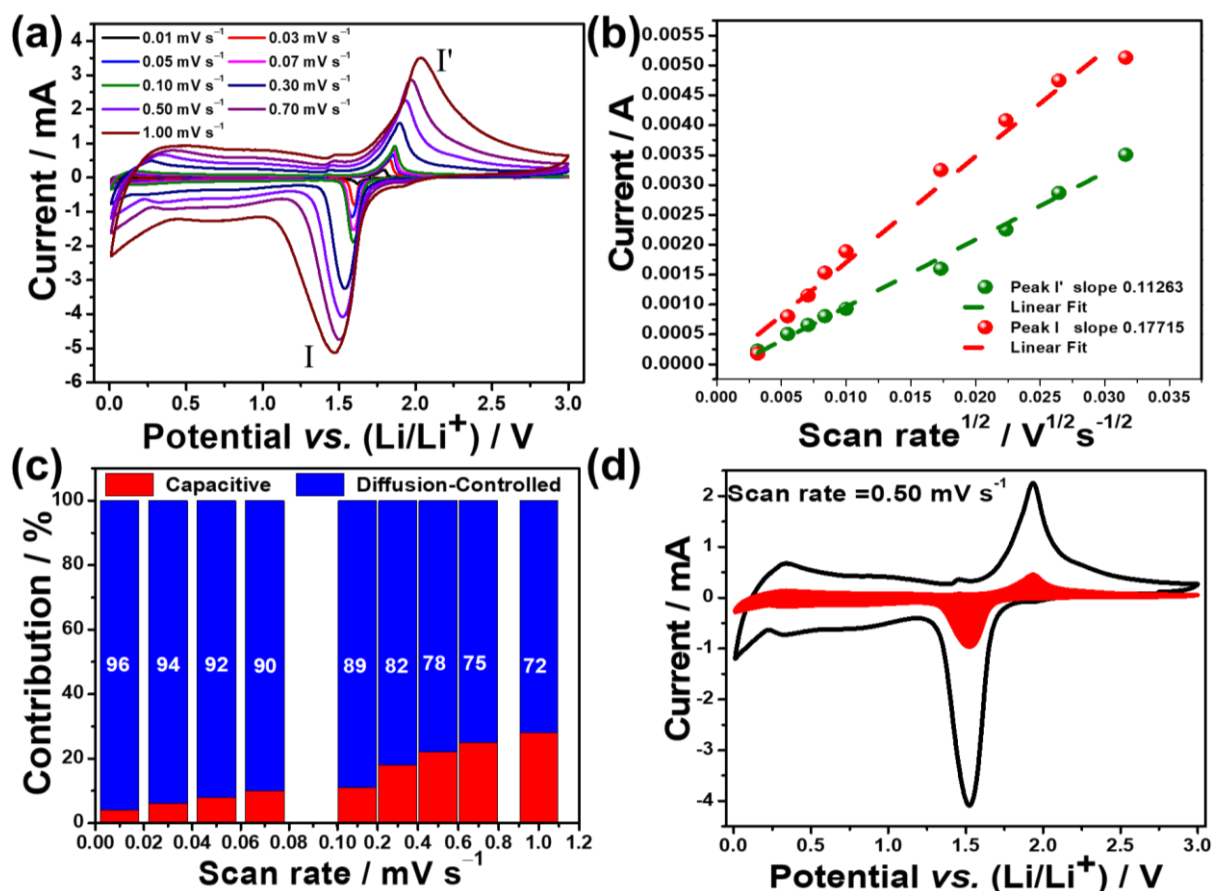 (a)
0.01 mV s⁻¹ 0.03 mV s⁻¹
0.05 mV s⁻¹ 0.07 mV s⁻¹
0.10 mV s⁻¹ 0.30 mV s⁻¹
0.50 mV s⁻¹ 0.70 mV s⁻¹
1.00 mV s⁻¹
I'
I
5
4
3
2
1
0
-1
-2
-3
-4
-5
-6
Current / mA
0.0 0.5 1.0 1.5 2.0 2.5 3.0
Potential vs. (Li/Li⁺) / V
(b)
0.0055
0.0050
0.0045
0.0040
0.0035
0.0030
0.0025
0.0020
0.0015
0.0010
0.0005
0.0000
Current / A
Peak I' slope 0.11263
Linear Fit
Peak I slope 0.17715
Linear Fit
0.000 0.005 0.010 0.015 0.020 0.025 0.030 0.035
Scan rate¹ᐟ² / V¹ᐟ²s⁻¹ᐟ²
(c)
Capacitive Diffusion-Controlled
100
80
60
40
20
0
Contribution / %
96 94 92 90 89 82 78 75 72
0.00 0.02 0.04 0.06 0.08 0.10 0.2 0.4 0.6 0.8 1.0 1.2
Scan rate / mV s⁻¹
(d)
Scan rate =0.50 mV s⁻¹
2
1
0
-1
-2
-3
-4
Current / mA
0.0 0.5 1.0 1.5 2.0 2.5 3.0
Potential vs. (Li/Li⁺) / V